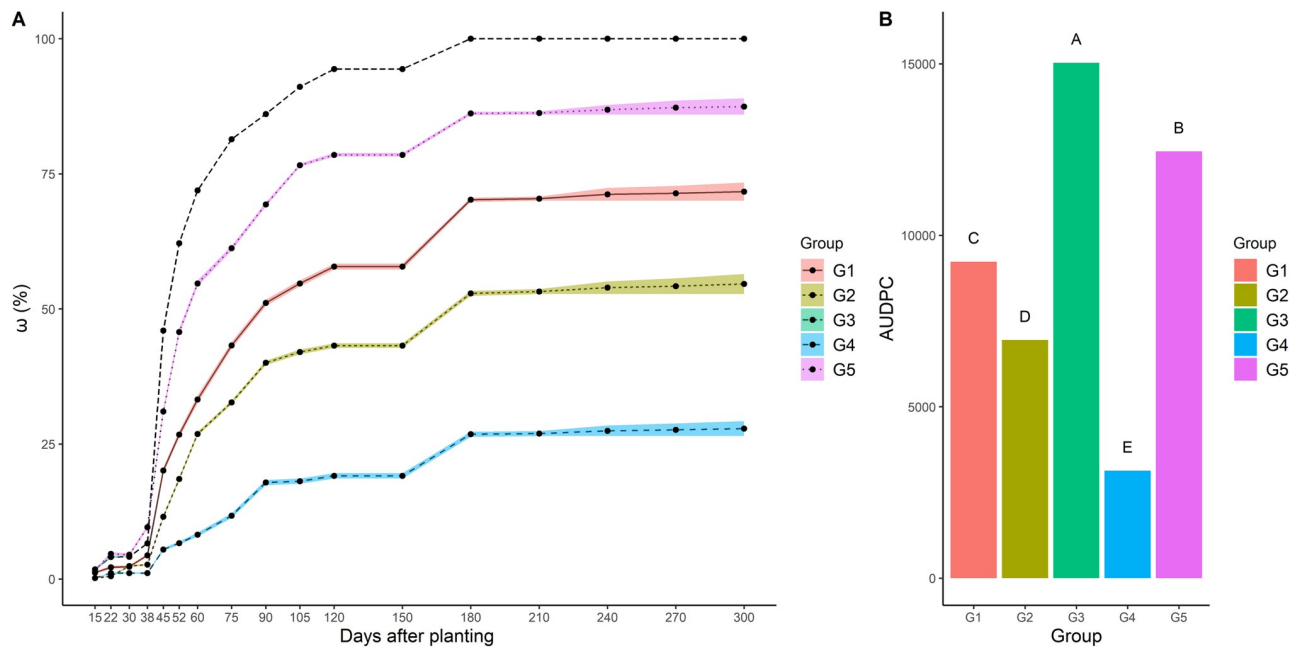 A
ω (%)
100
75
50
25
0
15 22 30 38 45 52 60 75 90 105 120 150 180 210 240 270 300
Days after planting
Group
G1
G2
G3
G4
G5
B
AUDPC
15000
10000
5000
0
C
D
A
E
B
G1 G2 G3 G4 G5
Group
Group
G1
G2
G3
G4
G5